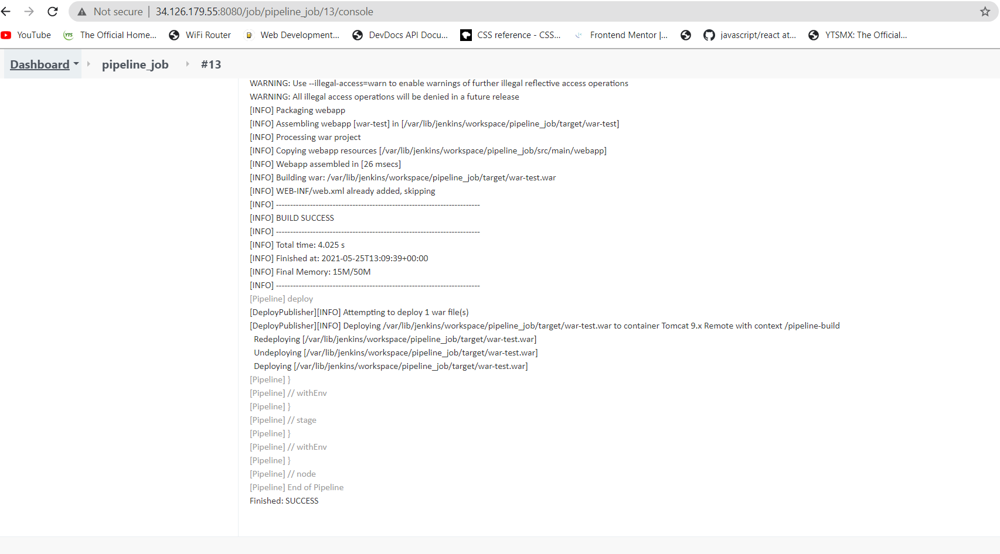 Not secure | 34.126.179.55:8080/job/pipeline_job/13/console
YouTube YTS The Official Home... WiFi Router Web Development... DevDocs API Docu... CSS reference - CSS... Frontend Mentor |... javascript/react at... YTSMX: The Official...
Dashboard pipeline_job #13
WARNING: Use --illegal-access=warn to enable warnings of further illegal reflective access operations
WARNING: All illegal access operations will be denied in a future release
[INFO] Packaging webapp
[INFO] Assembling webapp [war-test] in [/var/lib/jenkins/workspace/pipeline_job/target/war-test]
[INFO] Processing war project
[INFO] Copying webapp resources [/var/lib/jenkins/workspace/pipeline_job/src/main/webapp]
[INFO] Webapp assembled in [26 msecs]
[INFO] Building war: /var/lib/jenkins/workspace/pipeline_job/target/war-test.war
[INFO] WEB-INF/web.xml already added, skipping
[INFO] ------------------------------------------------------------------------
[INFO] BUILD SUCCESS
[INFO] ------------------------------------------------------------------------
[INFO] Total time: 4.025 s
[INFO] Finished at: 2021-05-25T13:09:39+00:00
[INFO] Final Memory: 15M/50M
[INFO] ------------------------------------------------------------------------
[Pipeline] deploy
[DeployPublisher][INFO] Attempting to deploy 1 war file(s)
[DeployPublisher][INFO] Deploying /var/lib/jenkins/workspace/pipeline_job/target/war-test.war to container Tomcat 9.x Remote with context /pipeline-build
Redeploying [/var/lib/jenkins/workspace/pipeline_job/target/war-test.war]
Undeploying [/var/lib/jenkins/workspace/pipeline_job/target/war-test.war]
Deploying [/var/lib/jenkins/workspace/pipeline_job/target/war-test.war]
[Pipeline] }
[Pipeline] // withEnv
[Pipeline] }
[Pipeline] // stage
[Pipeline] }
[Pipeline] // withEnv
[Pipeline] }
[Pipeline] // node
[Pipeline] End of Pipeline
Finished: SUCCESS